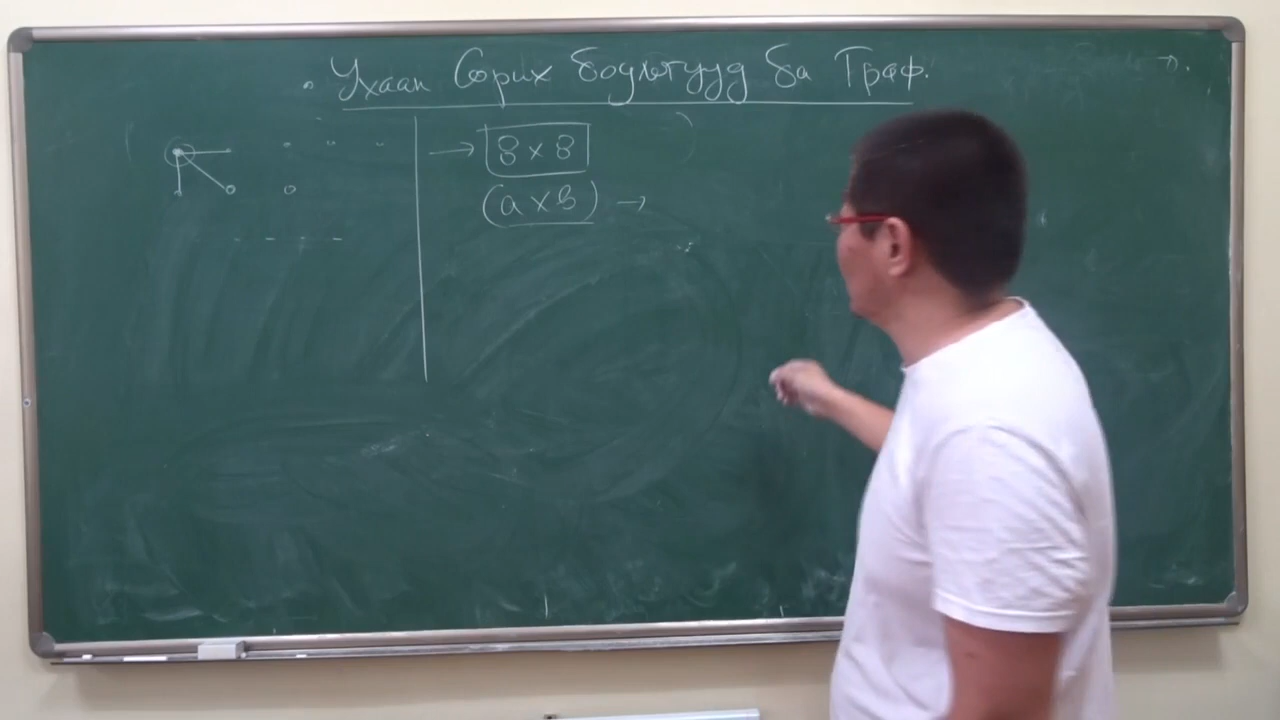 Ухаан Сорих бодлогууд ба Граф.
→ 8 x 8
(a x b) →